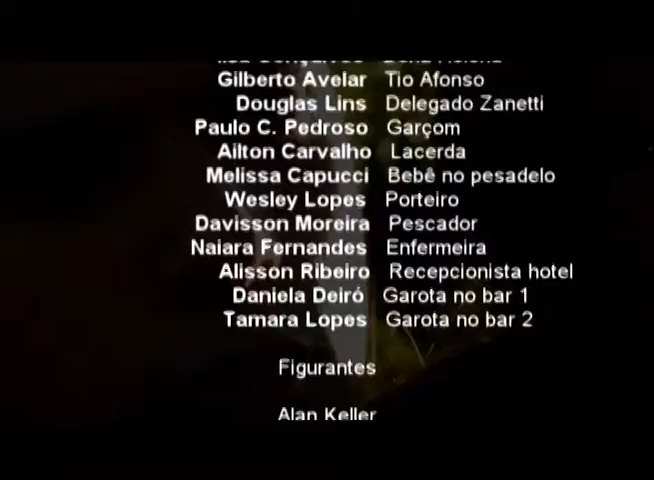 Gilberto Avelar Tio Afonso
Douglas Lins Delegado Zanetti
Paulo C. Pedroso Garçom
Ailton Carvalho Lacerda
Melissa Capucci Bebê no pesadelo
Wesley Lopes Porteiro
Davisson Moreira Pescador
Naiara Fernandes Enfermeira
Alisson Ribeiro Recepcionista hotel
Daniela Deiró Garota no bar 1
Tamara Lopes Garota no bar 2
Figurantes
Alan Keller